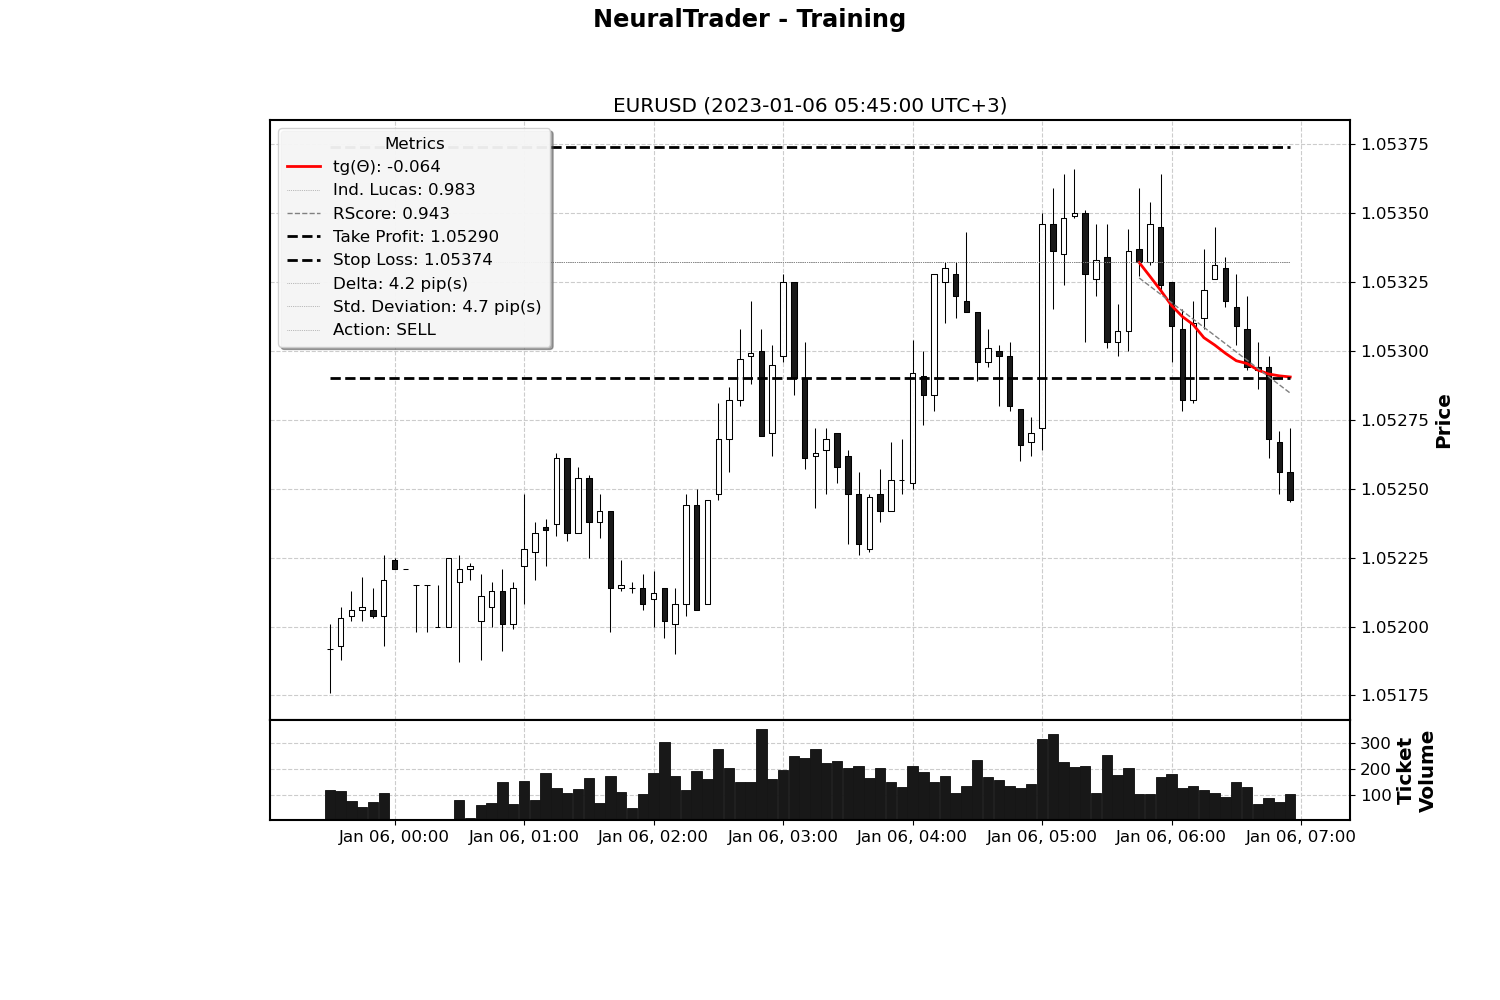 NeuralTrader - Training
EURUSD (2023-01-06 05:45:00 UTC+3)
Metrics
tg(Θ): -0.064
Ind. Lucas: 0.983
RScore: 0.943
Take Profit: 1.05290
Stop Loss: 1.05374
Delta: 4.2 pip(s)
Std. Deviation: 4.7 pip(s)
Action: SELL
1.05375
1.05350
1.05325
1.05300
1.05275
1.05250
1.05225
1.05200
1.05175
Price
300
200
100
Ticket
Volume
Jan 06, 00:00
Jan 06, 01:00
Jan 06, 02:00
Jan 06, 03:00
Jan 06, 04:00
Jan 06, 05:00
Jan 06, 06:00
Jan 06, 07:00